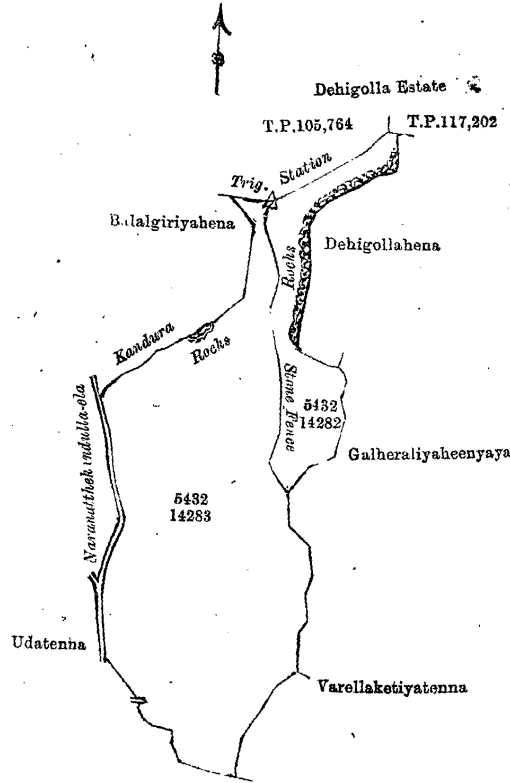 Dehigolla Estate
T.P.105,764
T.P.117,202
Trig. Station
Balalgiriyahena
Dehigollahena
Rocks
Kandura
Rocks
Stone Fence
5432
14282
Galheraliyaheenyaya
5432
14283
Udatenna
Varellaketiyatenna